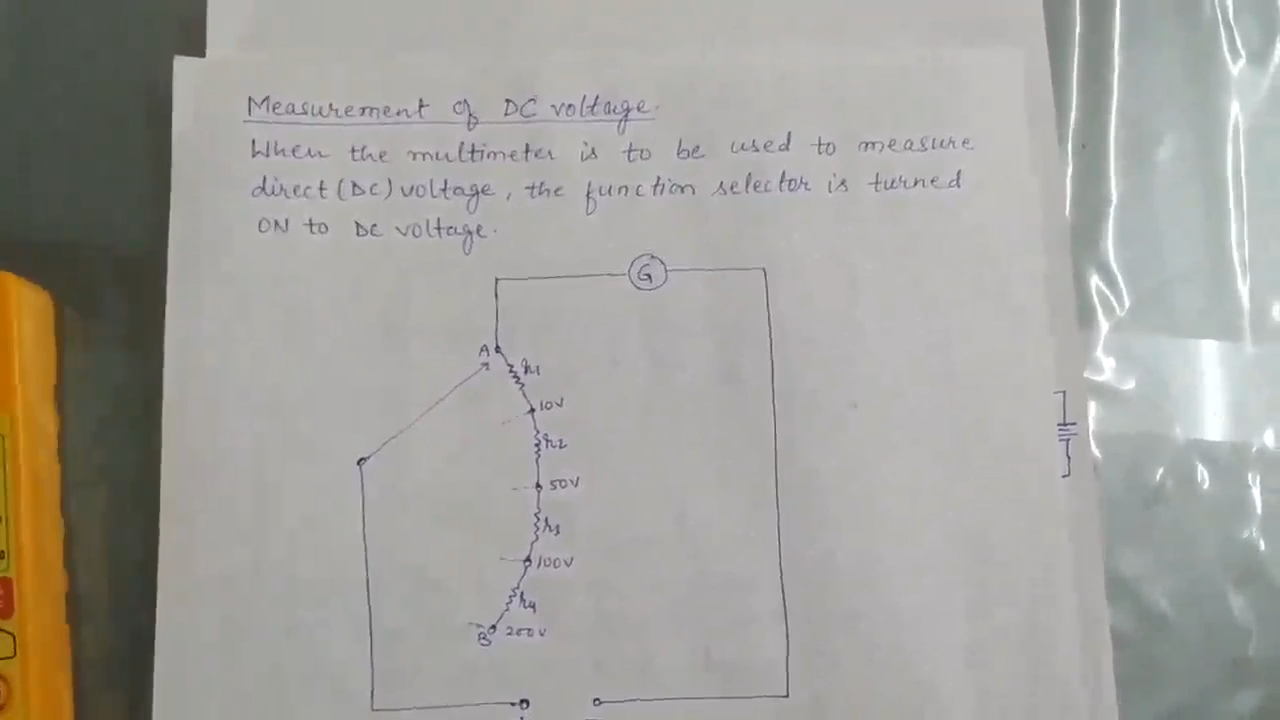 Measurement of DC voltage.
When the multimeter is to be used to measure
direct (DC) voltage, the function selector is turned
ON to DC voltage.
G
A
r1
10V
r2
50V
r3
100V
r4
B 200V